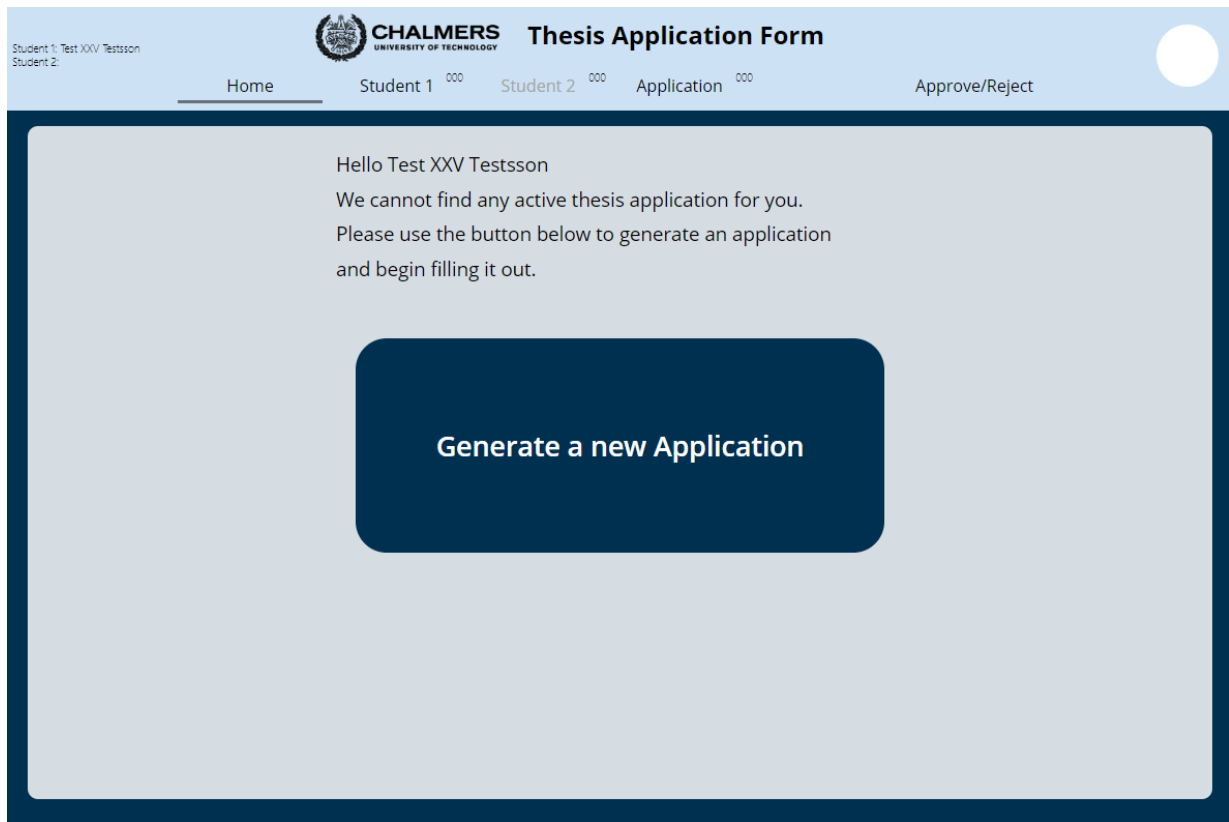 Student 1: Test XXV Testsson
Student 2:
CHALMERS
UNIVERSITY OF TECHNOLOGY
Thesis Application Form
Home Student 1 000 Student 2 000 Application 000 Approve/Reject
Hello Test XXV Testsson
We cannot find any active thesis application for you.
Please use the button below to generate an application
and begin filling it out.
Generate a new Application